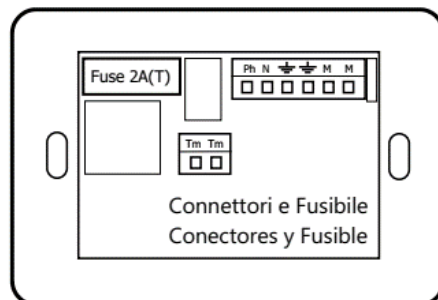 Fuse 2A(T)
Ph N ⏚ ⏚ M M
Tm Tm
Connettori e Fusibile
Conectores y Fusible